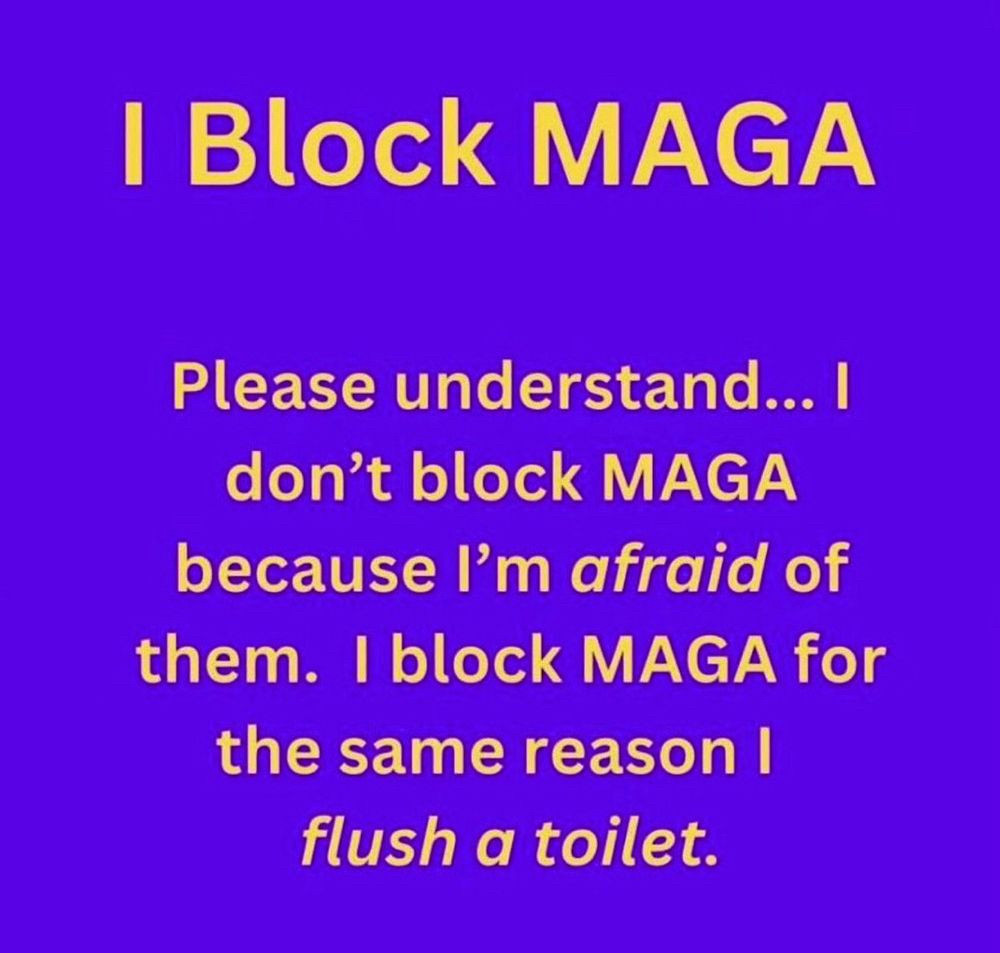 I Block MAGA
Please understand... I
don’t block MAGA
because I’m afraid of
them.  I block MAGA for
the same reason I
flush a toilet.